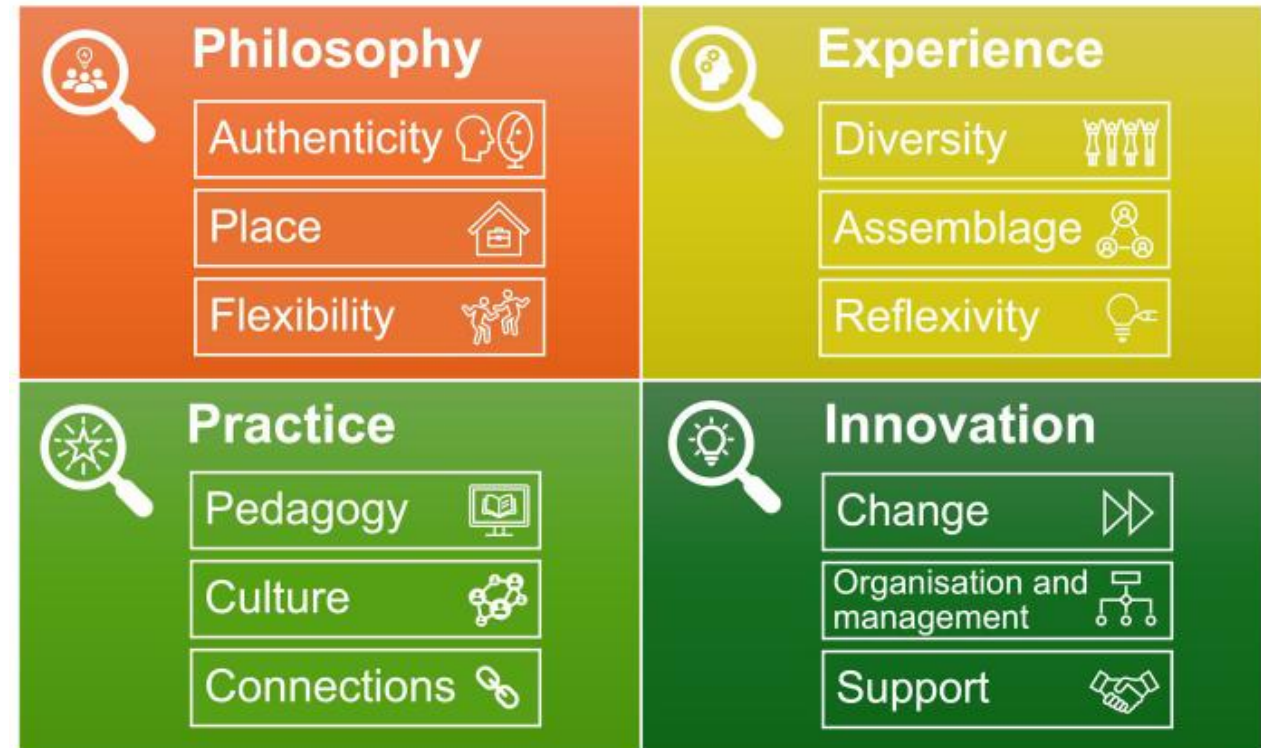 Philosophy
Authenticity
Place
Flexibility
Experience
Diversity
Assemblage
Reflexivity
Practice
Pedagogy
Culture
Connections
Innovation
Change
Organisation and
management
Support